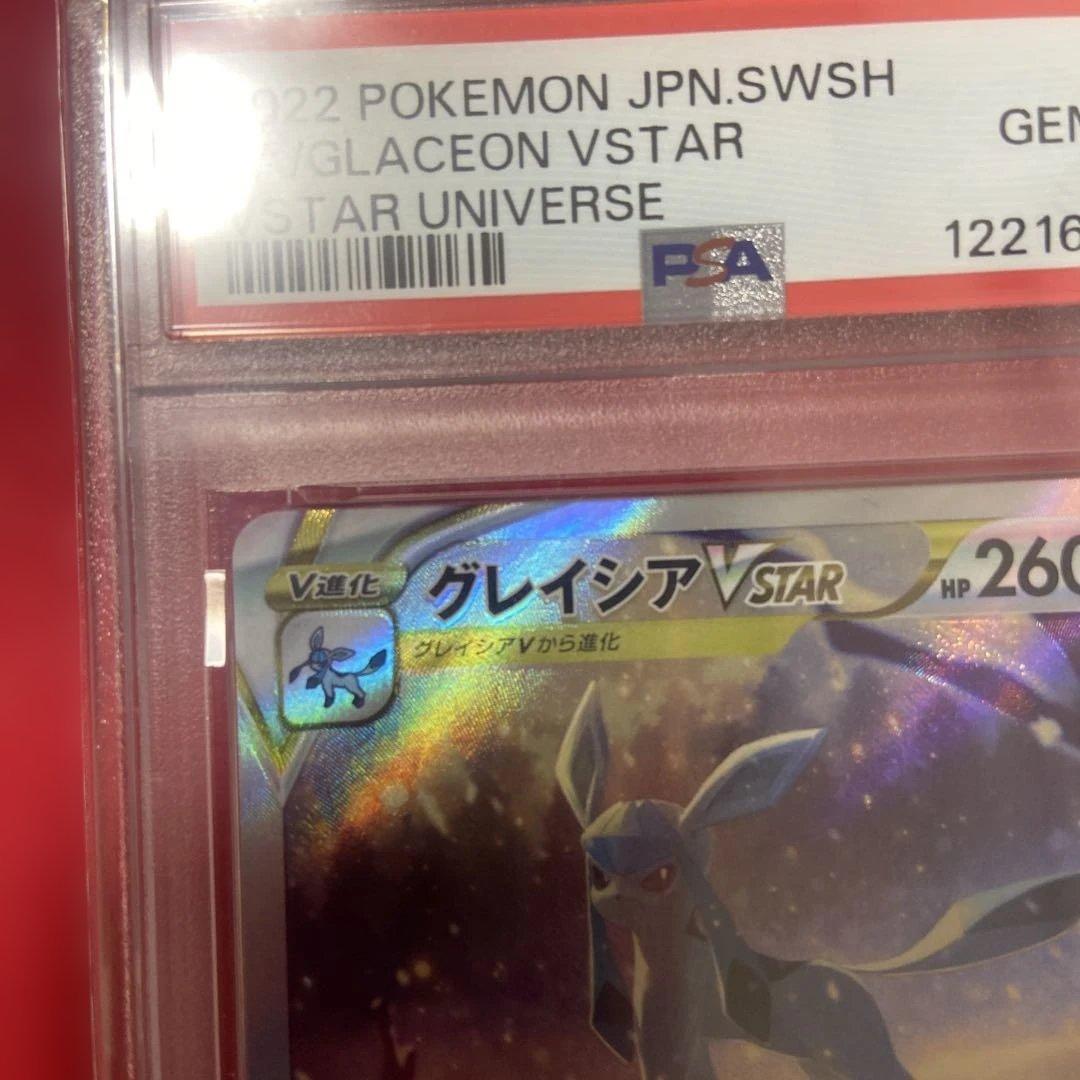 922 POKEMON JPN.SWSH
/GLACEON VSTAR
VSTAR UNIVERSE
GEM
12216
PSA
V進化
グレイシアVSTAR
HP 260
グレイシアVから進化